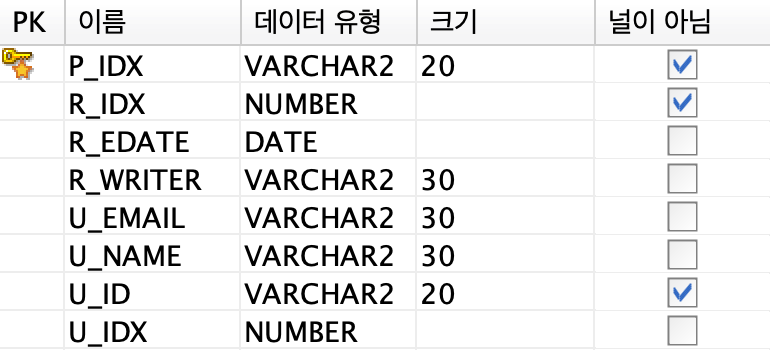 PK 이름 데이터 유형 크기 널이 아님
P_IDX VARCHAR2 20
R_IDX NUMBER
R_EDATE DATE
R_WRITER VARCHAR2 30
U_EMAIL VARCHAR2 30
U_NAME VARCHAR2 30
U_ID VARCHAR2 20
U_IDX NUMBER